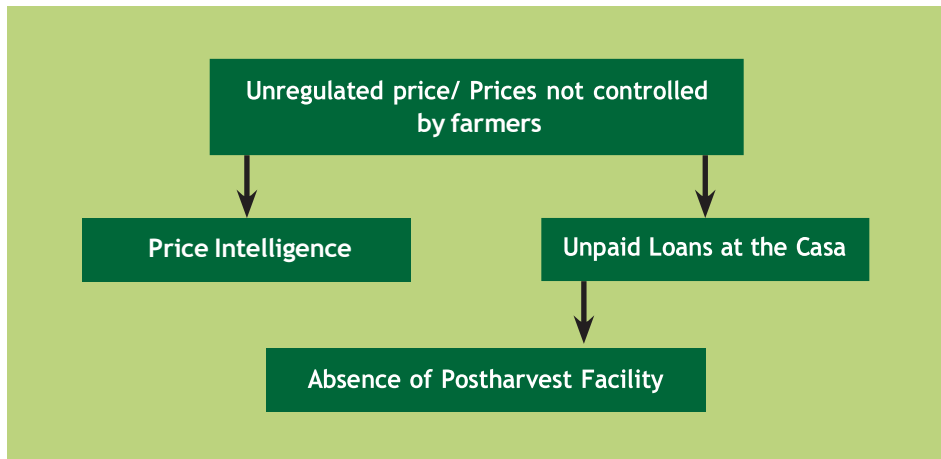 Unregulated price/ Prices not controlled
by farmers
Price Intelligence
Unpaid Loans at the Casa
Absence of Postharvest Facility